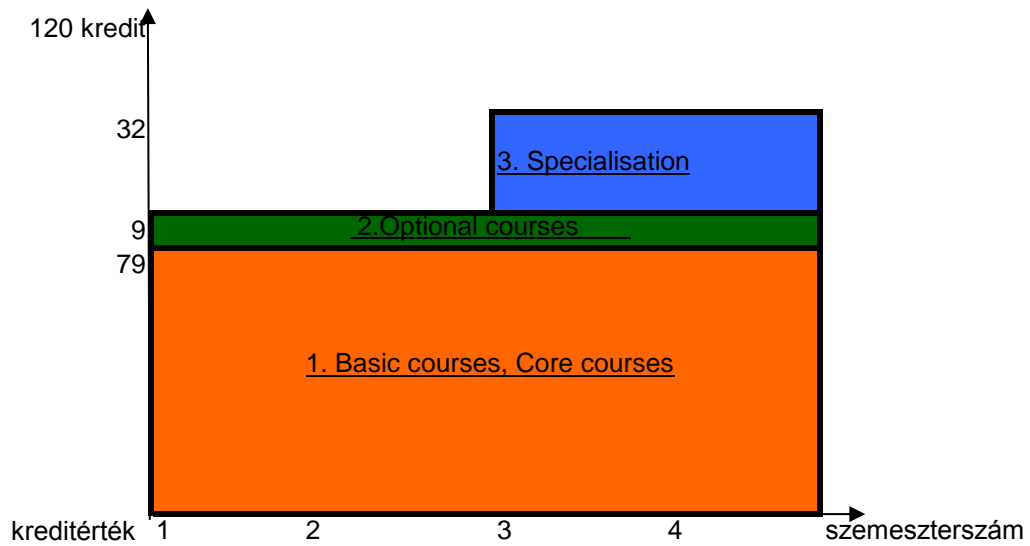 120 kredit
32
3. Specialisation
9
2.Optional courses
79
1. Basic courses, Core courses
kreditérték 1 2 3 4 szemeszterszám